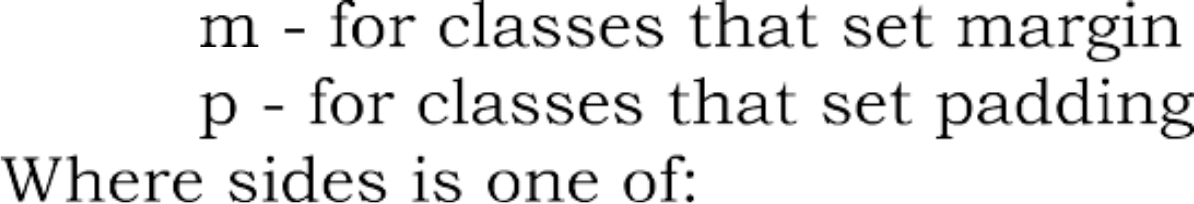 m - for classes that set margin
p - for classes that set padding
Where sides is one of: